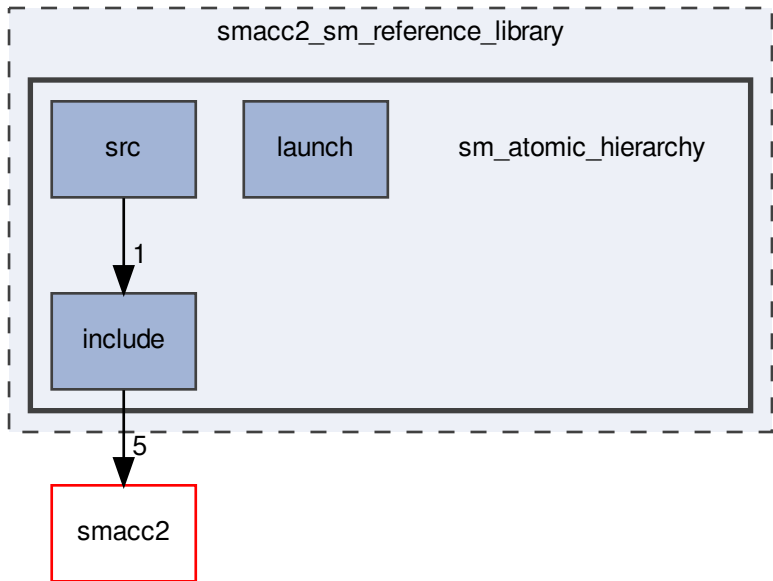 smacc2_sm_reference_library
src
launch
sm_atomic_hierarchy
1
include
5
smacc2